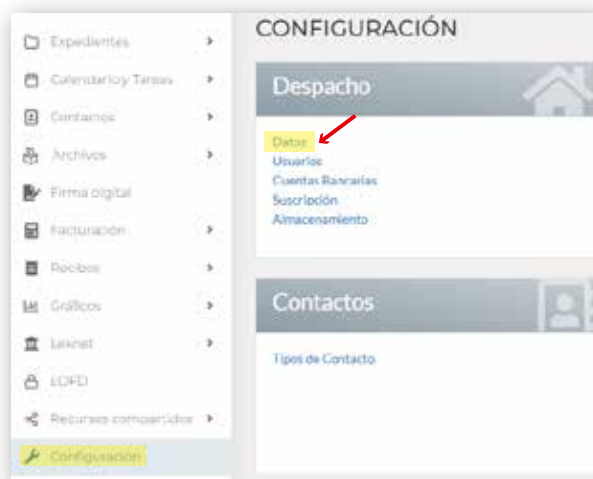 CONFIGURACIÓN
Expedientes
Calendario y Tareas
Contactos
Archivos
Firma digital
Facturación
Recibos
Gráficos
Lexnet
LOPD
Recursos compartidos
Configuración
Despacho
Datos
Usuarios
Cuentas Bancarias
Suscripción
Almacenamiento
Contactos
Tipos de Contacto